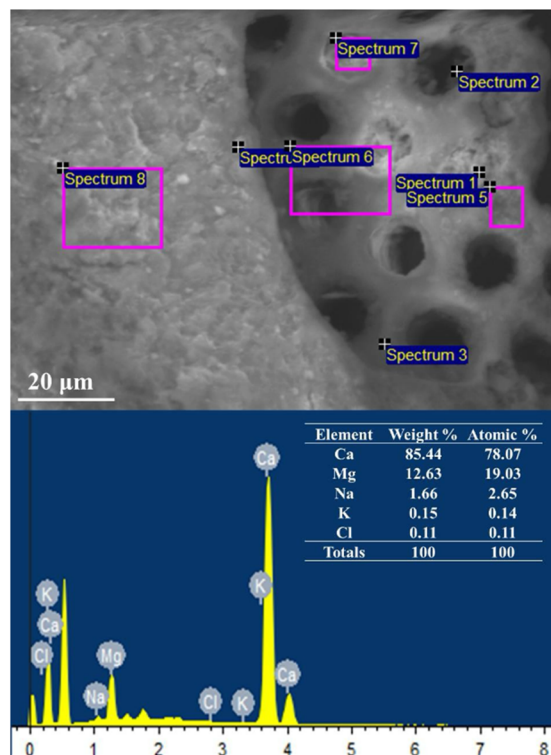 Spectrum 7
Spectrum 2
Spectrum 6
Spectrum 8
Spectrum 1
Spectrum 5
Spectrum 3
20 μm
Element Weight % Atomic %
Ca 85.44 78.07
Mg 12.63 19.03
Na 1.66 2.65
K 0.15 0.14
Cl 0.11 0.11
Totals 100 100
Ca
K
K
Ca
Cl
Mg
Na
Cl
K
Ca
0 1 2 3 4 5 6 7 8